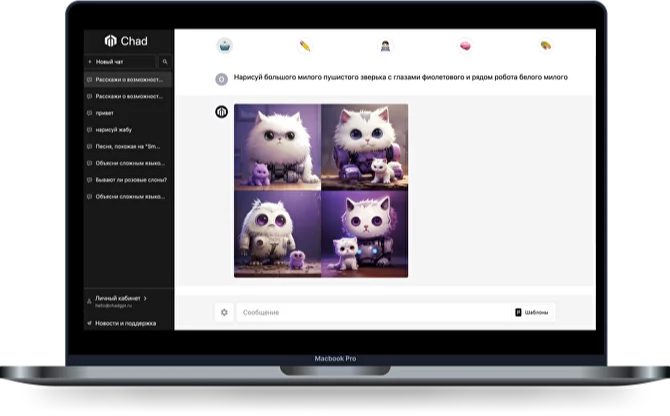 Chad
Новый чат
Расскажи о возможност...
Расскажи о возможност...
привет
нарисуй жабу
Песня, похожая на "Sm...
Объясни сложным языко...
Бывают ли розовые слоны?
Объясни сложным языко...
Личный кабинет
hello@chadgpt.ru
Новости и поддержка
Нарисуй большого милого пушистого зверька с глазами фиолетового и рядом робота белого милого
Сообщение
Шаблоны
Macbook Pro